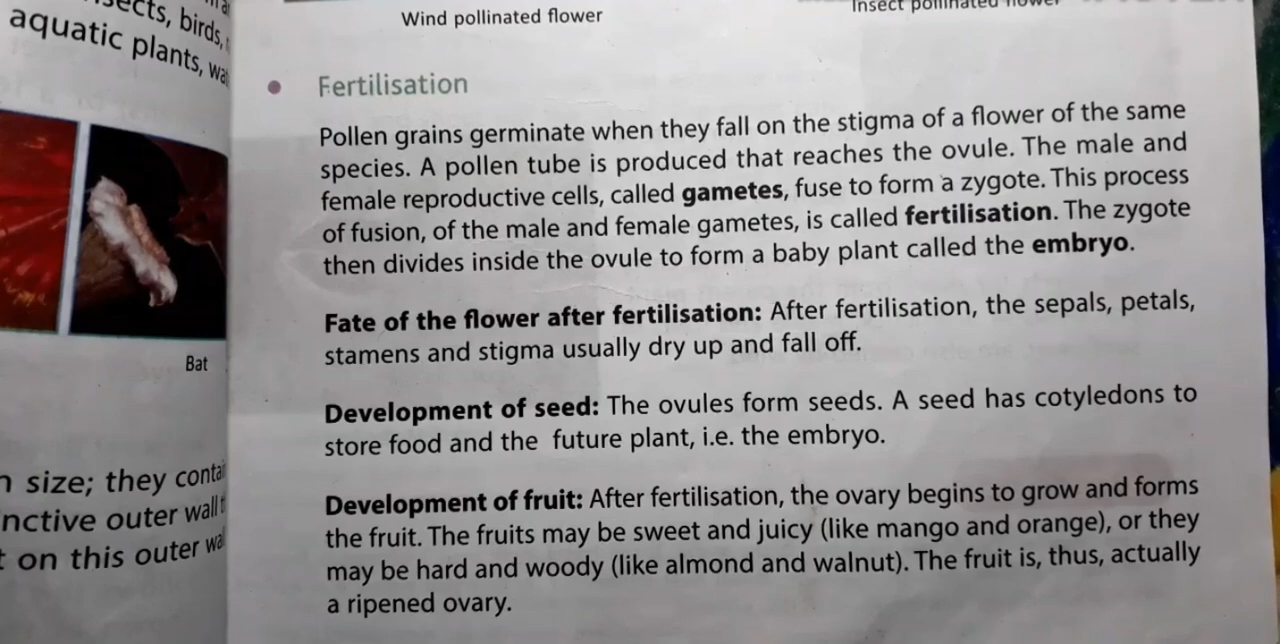 aquatic plants,
Bat
size; they
outer wall
on this outer
Wind pollinated flower
Insect pollinated flower
Fertilisation
Pollen grains germinate when they fall on the stigma of a flower of the same
species. A pollen tube is produced that reaches the ovule. The male and
female reproductive cells, called gametes, fuse to form a zygote. This process
of fusion, of the male and female gametes, is called fertilisation. The zygote
then divides inside the ovule to form a baby plant called the embryo.
Fate of the flower after fertilisation: After fertilisation, the sepals, petals,
stamens and stigma usually dry up and fall off.
Development of seed: The ovules form seeds. A seed has cotyledons to
store food and the future plant, i.e. the embryo.
Development of fruit: After fertilisation, the ovary begins to grow and forms
the fruit. The fruits may be sweet and juicy (like mango and orange), or they
may be hard and woody (like almond and walnut). The fruit is, thus, actually
a ripened ovary.